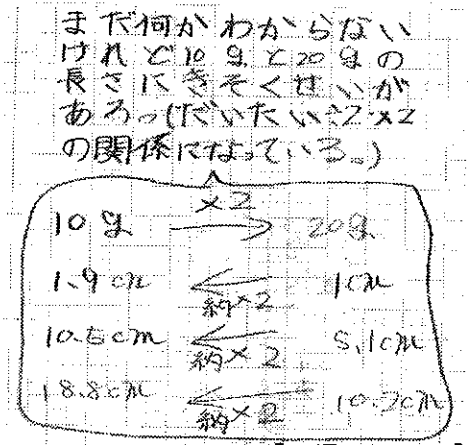 まだ何かわからない
けれど10gと20gの
長さにきそくせいが
あろっ(だいたい÷2・×2
の関係になっている。)
×2
10g → 20g
1.9cm ← 1cm
約×2
10.5cm ← 5.1cm
約×2
18.8cm ← 10.2cm
約×2